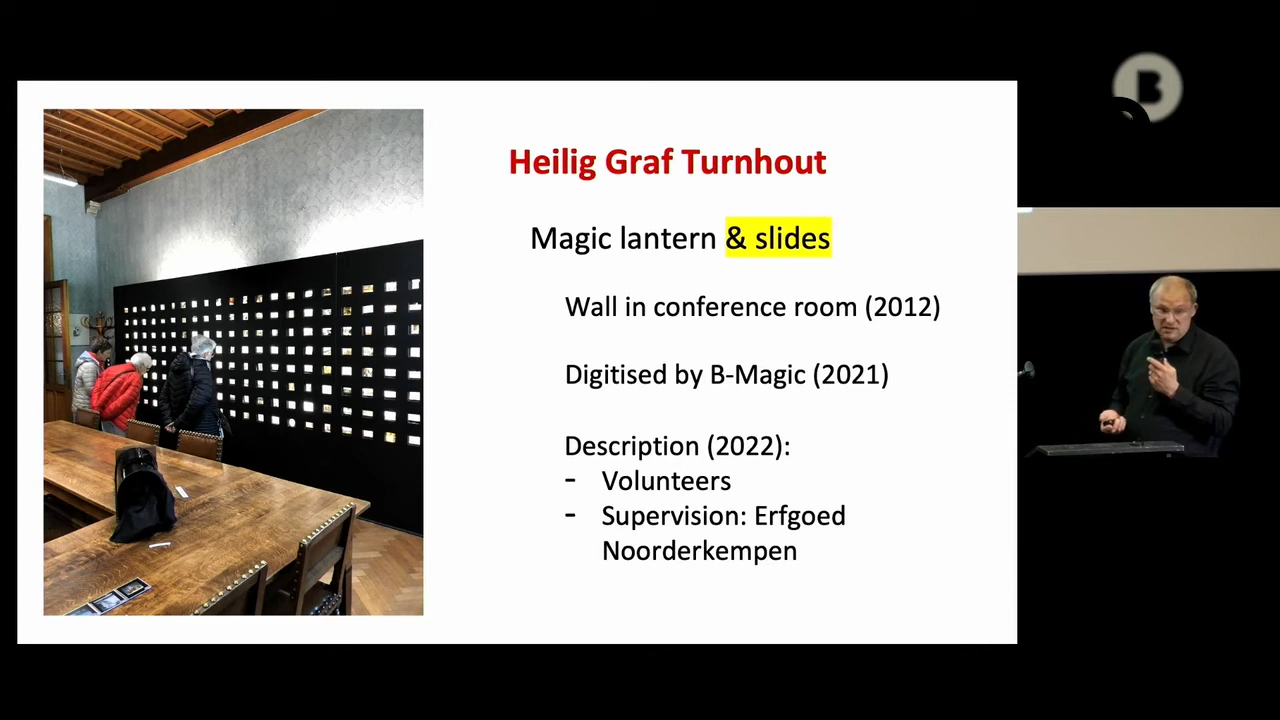 B
Heilig Graf Turnhout
Magic lantern & slides
Wall in conference room (2012)
Digitised by B-Magic (2021)
Description (2022):
- Volunteers
- Supervision: Erfgoed
Noorderkempen